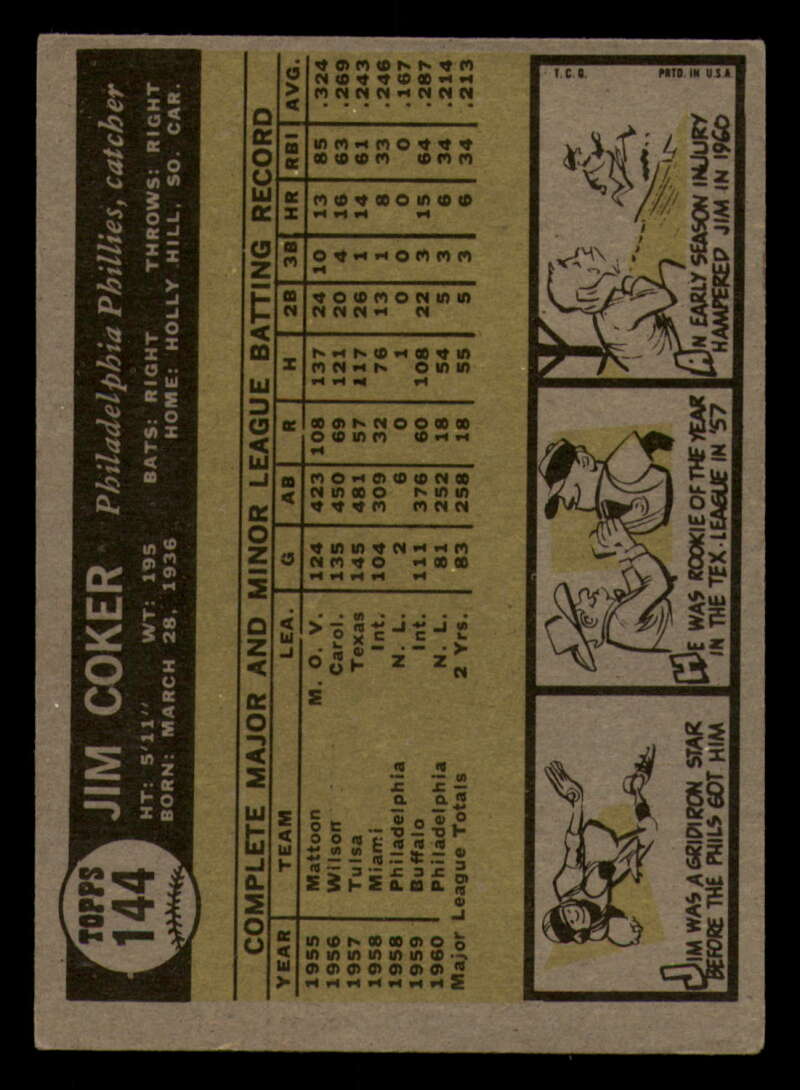 TOPPS
144
JIM COKER Philadelphia Phillies, catcher
HT: 5'11" WT: 195 BATS: RIGHT THROWS: RIGHT
BORN: MARCH 28, 1936 HOME: HOLLY HILL, SO. CAR.
COMPLETE MAJOR AND MINOR LEAGUE BATTING RECORD
YEAR TEAM LEA. G AB R H 2B 3B HR RBI AVG.
1955 Mattoon M. O. V. 124 423 108 137 24 10 13 85 .324
1956 Wilson Carol. 135 450 69 121 20 4 16 63 .269
1957 Tulsa Texas 145 481 57 117 26 1 14 61 .243
1958 Miami Int. 104 309 32 76 13 1 8 33 .246
1958 Philadelphia N. L. 2 6 0 1 0 0 0 0 .167
1959 Buffalo Int. 111 376 60 108 22 3 15 64 .287
1960 Philadelphia N. L. 81 252 18 54 5 3 6 34 .214
Major League Totals 2 Yrs. 83 258 18 55 5 3 6 34 .213
JIM WAS A GRIDIRON STAR
BEFORE THE PHILS GOT HIM
HE WAS ROOKIE OF THE YEAR
IN THE TEX. LEAGUE IN '57
T. C. G. PRTD. IN U.S.A.
AN EARLY SEASON INJURY
HAMPERED JIM IN 1960